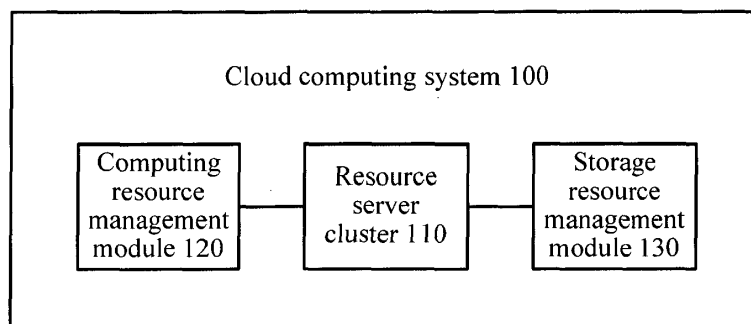 Cloud computing system 100
Computing
resource
management
module 120
Resource
server
cluster 110
Storage
resource
management
module 130